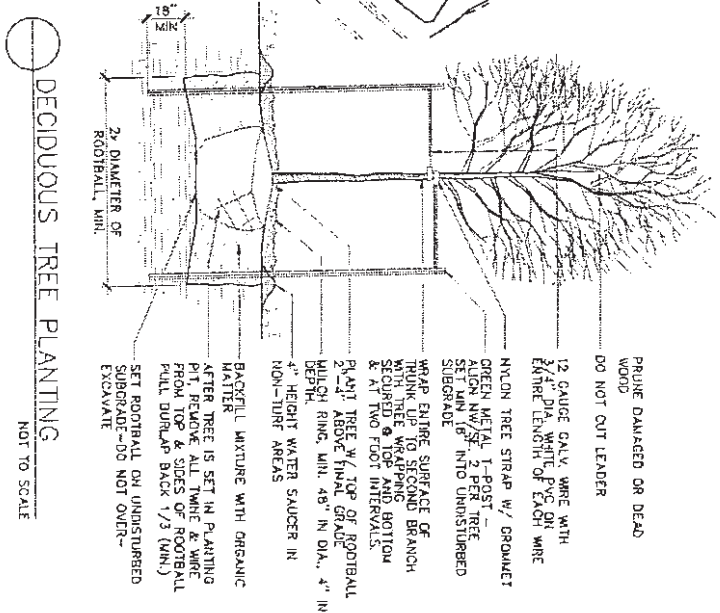 PRUNE DAMAGED OR DEAD
WOOD
DO NOT CUT LEADER
12 GAUGE GALV. WIRE WITH
3/4" DIA. WHITE PVC ON
ENTIRE LENGTH OF EACH WIRE
NYLON TREE STRAP W/ GROMMET
GREEN METAL T-POST -
ALIGN NW/SE, 2 PER TREE
SET MIN 18" INTO UNDISTURBED
SUBGRADE
WRAP ENTIRE SURFACE OF
TRUNK UP TO SECOND BRANCH
WITH TREE WRAPPING
SECURED @ TOP AND BOTTOM
& AT TWO FOOT INTERVALS.
PLANT TREE W/ TOP OF ROOTBALL
2"-4" ABOVE FINAL GRADE
MULCH RING, MIN. 48" IN DIA., 4" IN
DEPTH.
4" HEIGHT WATER SAUCER IN
NON-TURF AREAS
BACKFILL MIXTURE WITH ORGANIC
MATTER
AFTER TREE IS SET IN PLANTING
PIT, REMOVE ALL TWINE & WIRE
FROM TOP & SIDES OF ROOTBALL
PULL BURLAP BACK 1/3 (MIN.)
SET ROOTBALL ON UNDISTURBED
SUBGRADE-DO NOT OVER-
EXCAVATE
18"
MIN
2x DIAMETER OF
ROOTBALL, MIN.
DECIDUOUS TREE PLANTING
NOT TO SCALE